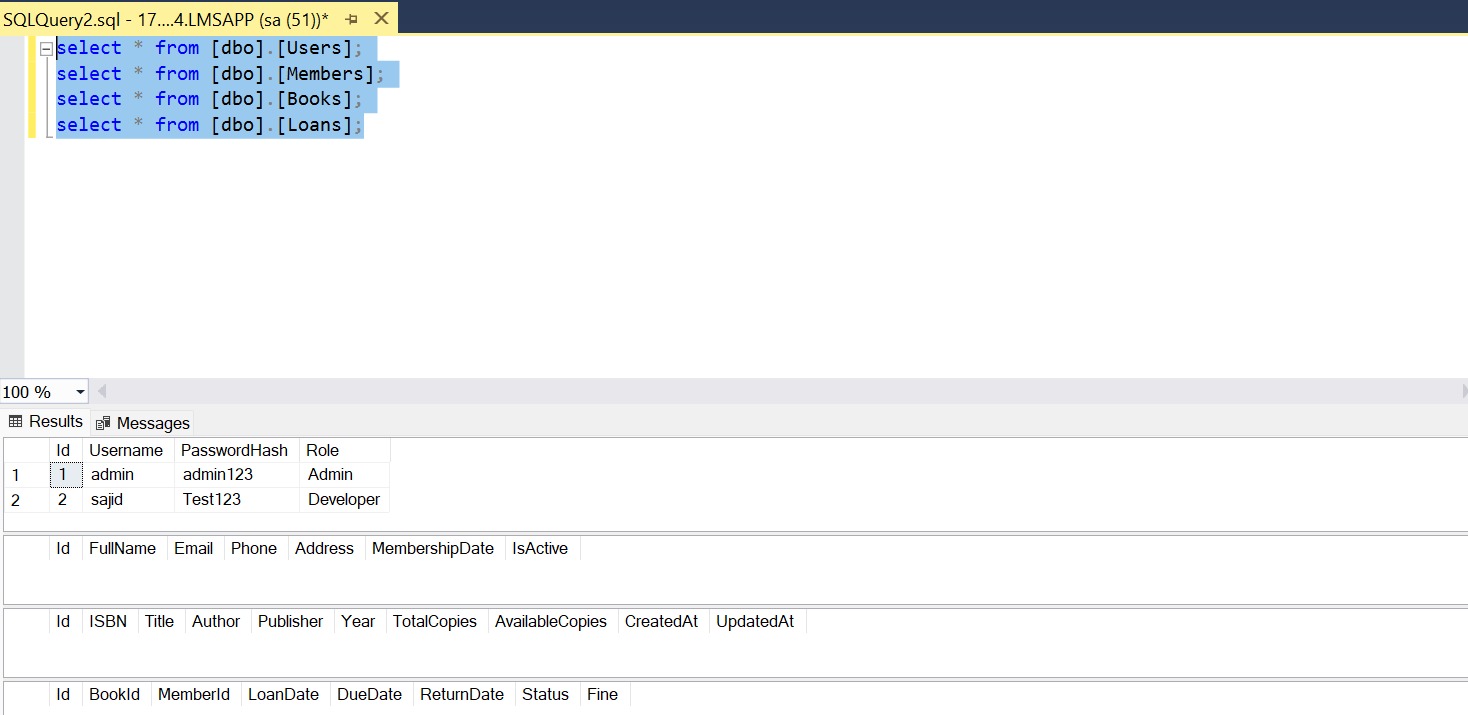 SQLQuery2.sql - 17....4.LMSAPP (sa (51))*
select * from [dbo].[Users];
select * from [dbo].[Members];
select * from [dbo].[Books];
select * from [dbo].[Loans];
100 %
Results Messages
Id Username PasswordHash Role
1 1 admin admin123 Admin
2 2 sajid Test123 Developer
Id FullName Email Phone Address MembershipDate IsActive
Id ISBN Title Author Publisher Year TotalCopies AvailableCopies CreatedAt UpdatedAt
Id BookId MemberId LoanDate DueDate ReturnDate Status Fine